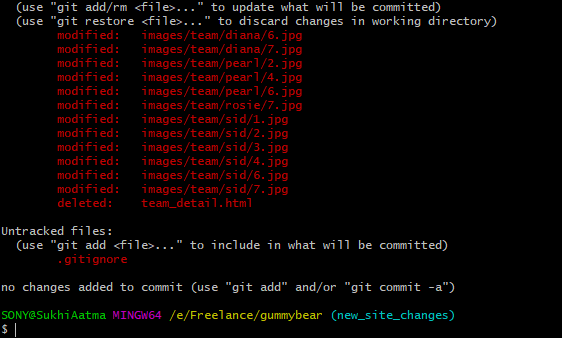 (use "git add/rm <file>..." to update what will be committed)
(use "git restore <file>..." to discard changes in working directory)
modified: images/team/diana/6.jpg
modified: images/team/diana/7.jpg
modified: images/team/pearl/2.jpg
modified: images/team/pearl/4.jpg
modified: images/team/pearl/6.jpg
modified: images/team/rosie/7.jpg
modified: images/team/sid/1.jpg
modified: images/team/sid/2.jpg
modified: images/team/sid/3.jpg
modified: images/team/sid/4.jpg
modified: images/team/sid/6.jpg
modified: images/team/sid/7.jpg
deleted: team_detail.html
Untracked files:
(use "git add <file>..." to include in what will be committed)
.gitignore
no changes added to commit (use "git add" and/or "git commit -a")
SONY@SukhiAatma MINGW64 /e/Freelance/gummybear (new_site_changes)
$